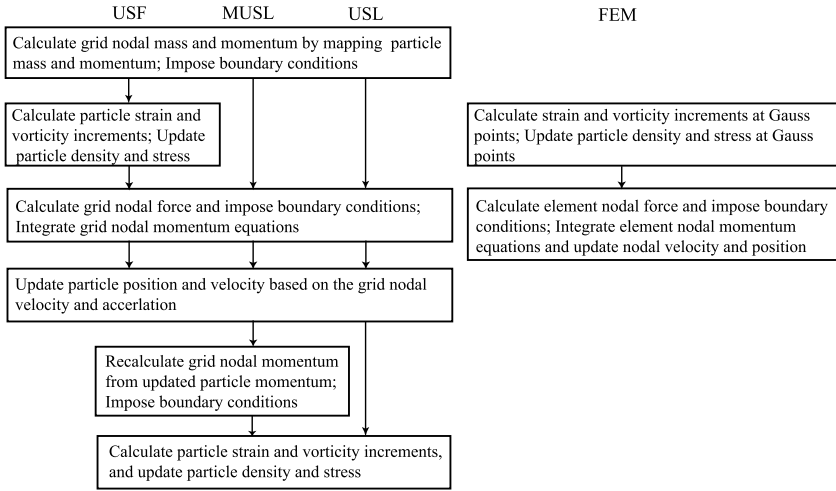 USF MUSL USL FEM
Calculate grid nodal mass and momentum by mapping particle
mass and momentum; Impose boundary conditions
Calculate particle strain and
vorticity increments; Update
particle density and stress
Calculate strain and vorticity increments at Gauss
points; Update particle density and stress at Gauss
points
Calculate grid nodal force and impose boundary conditions;
Integrate grid nodal momentum equations
Calculate element nodal force and impose boundary
conditions; Integrate element nodal momentum
equations and update nodal velocity and position
Update particle position and velocity based on the grid nodal
velocity and accerlation
Recalculate grid nodal momentum
from updated particle momentum;
Impose boundary conditions
Calculate particle strain and vorticity increments,
and update particle density and stress